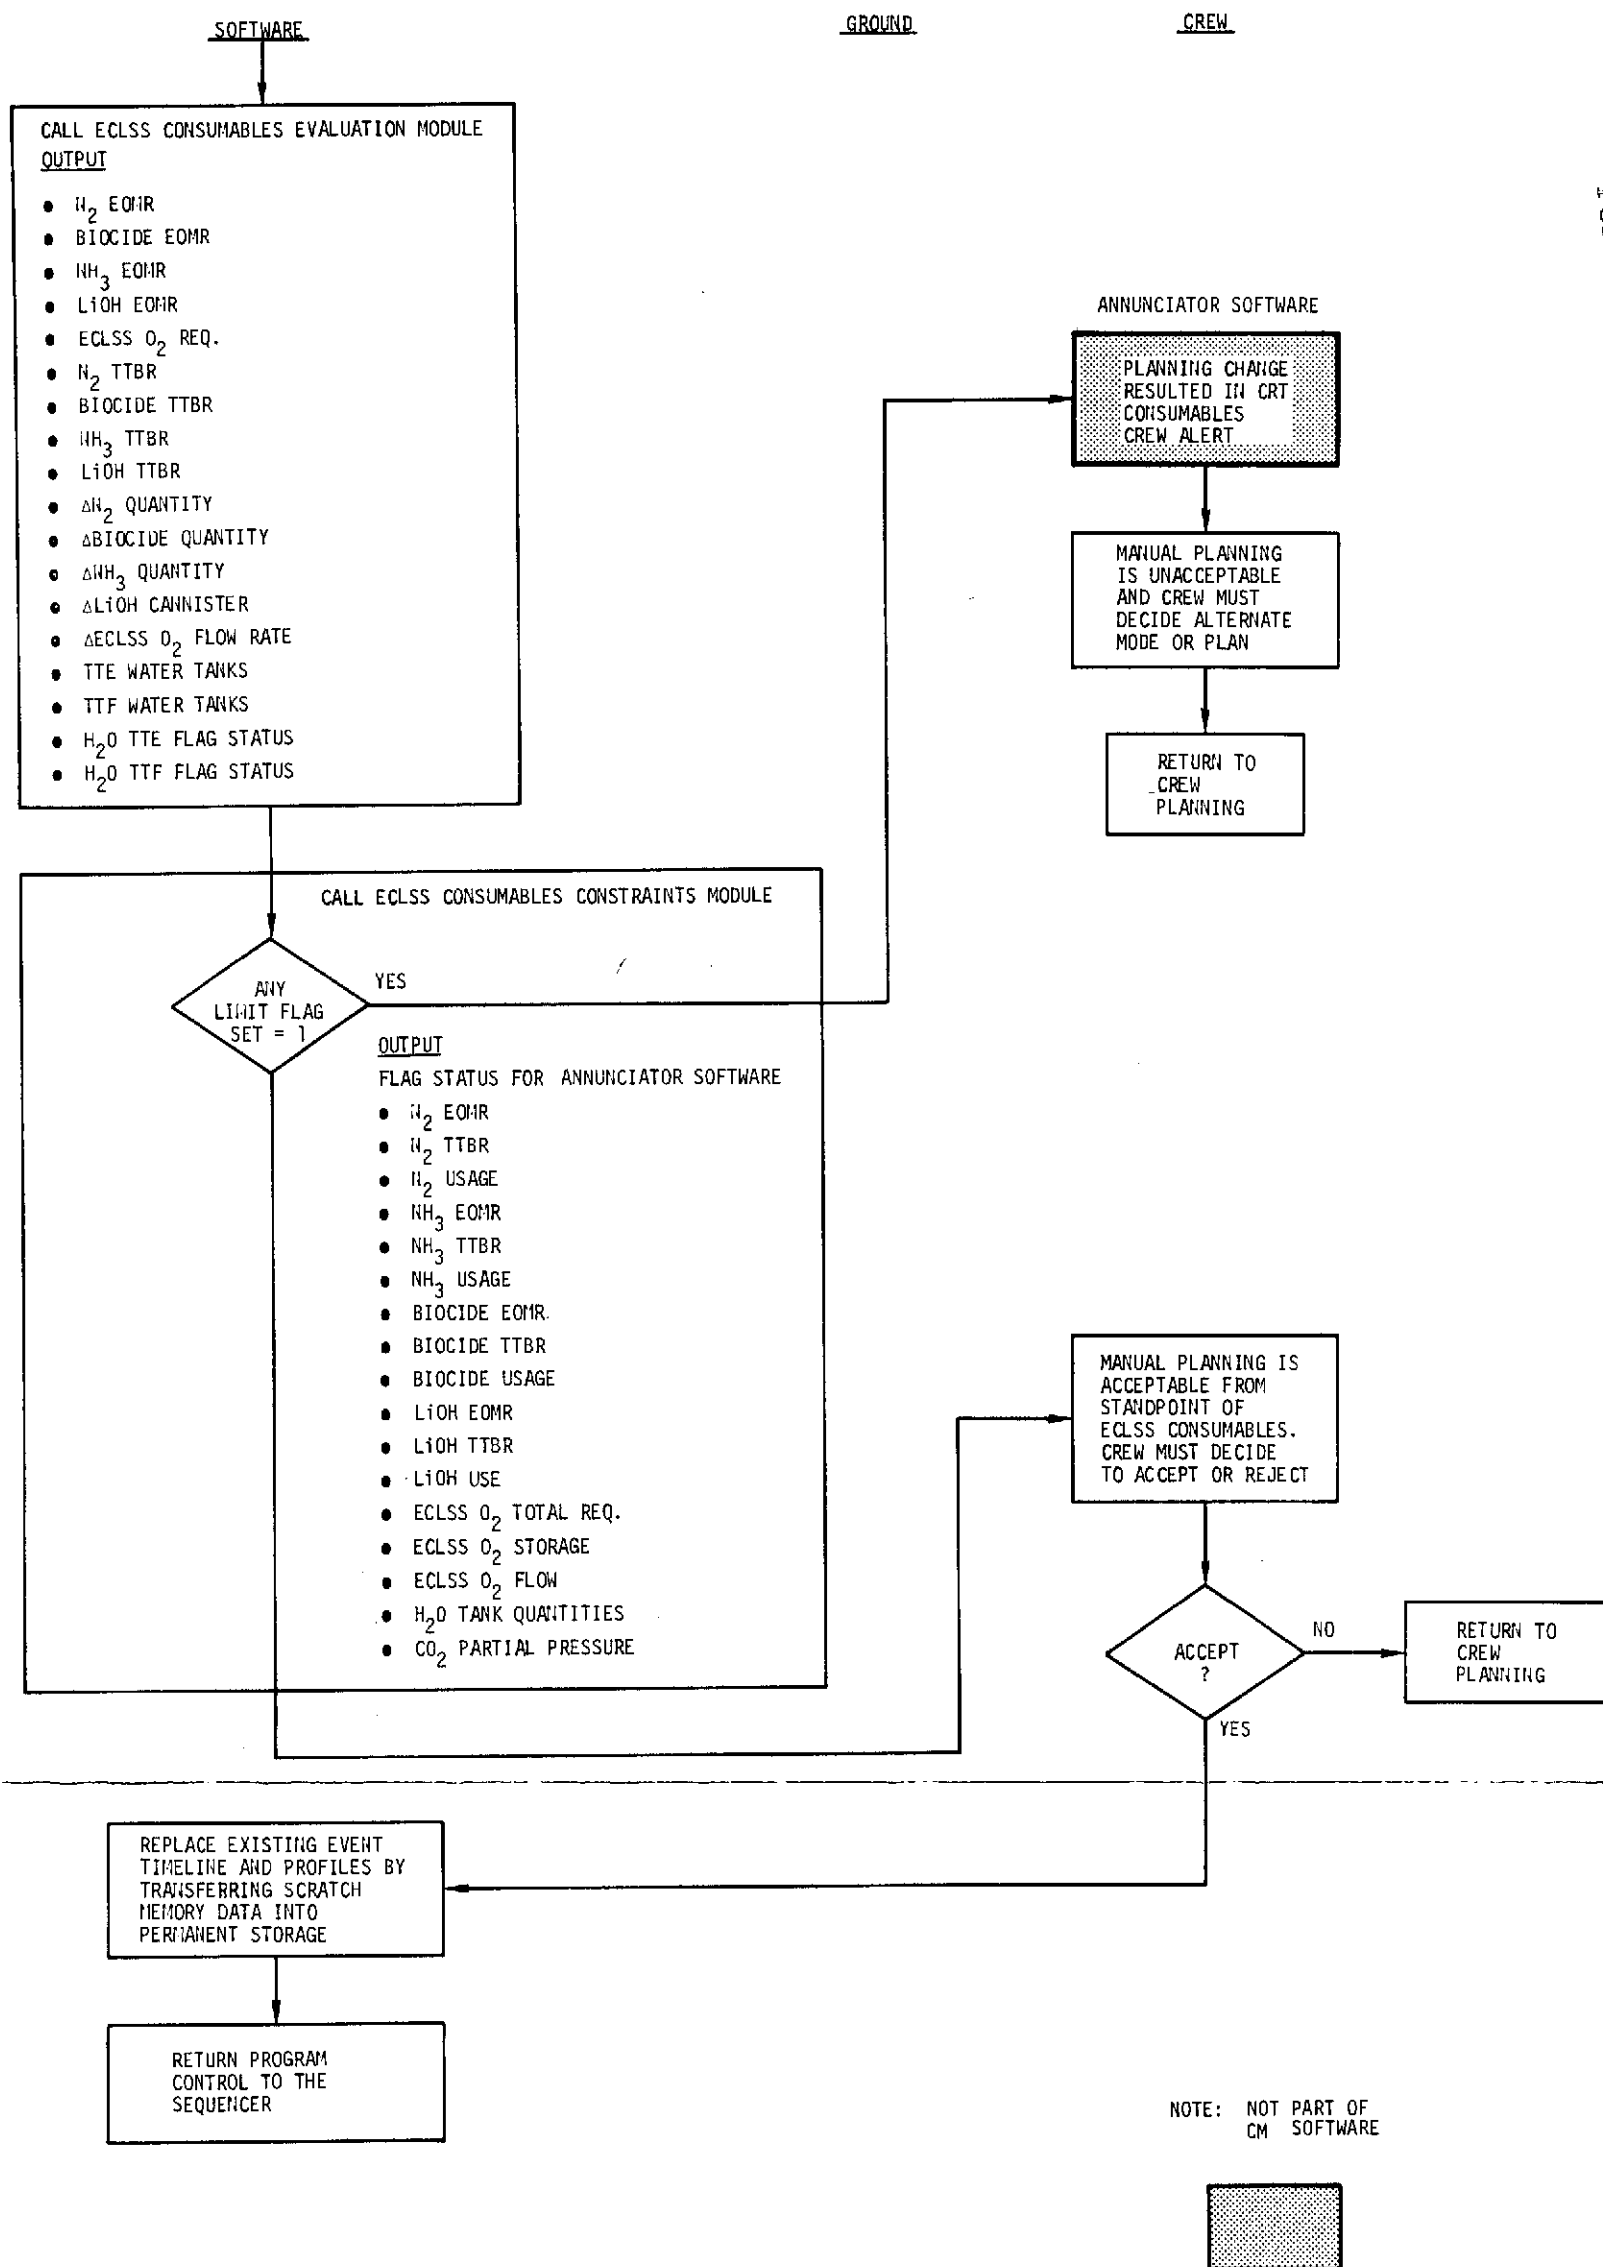 SOFTWARE
GROUND
CREW
CALL ECLSS CONSUMABLES EVALUATION MODULE
OUTPUT
• N2 EOMR
• BIOCIDE EOMR
• NH3 EOMR
• LiOH EOMR
• ECLSS O2 REQ.
• N2 TTBR
• BIOCIDE TTBR
• NH3 TTBR
• LiOH TTBR
• ΔN2 QUANTITY
• ΔBIOCIDE QUANTITY
• ΔNH3 QUANTITY
• ΔLiOH CANNISTER
• ΔECLSS O2 FLOW RATE
• TTE WATER TANKS
• TTF WATER TANKS
• H2O TTE FLAG STATUS
• H2O TTF FLAG STATUS
ANNUNCIATOR SOFTWARE
PLANNING CHANGE
RESULTED IN CRT
CONSUMABLES
CREW ALERT
MANUAL PLANNING
IS UNACCEPTABLE
AND CREW MUST
DECIDE ALTERNATE
MODE OR PLAN
RETURN TO
CREW
PLANNING
CALL ECLSS CONSUMABLES CONSTRAINTS MODULE
ANY
LIMIT FLAG
SET = 1
YES
OUTPUT
FLAG STATUS FOR ANNUNCIATOR SOFTWARE
• N2 EOMR
• N2 TTBR
• N2 USAGE
• NH3 EOMR
• NH3 TTBR
• NH3 USAGE
• BIOCIDE EOMR
• BIOCIDE TTBR
• BIOCIDE USAGE
• LiOH EOMR
• LiOH TTBR
• LiOH USE
• ECLSS O2 TOTAL REQ.
• ECLSS O2 STORAGE
• ECLSS O2 FLOW
• H2O TANK QUANTITIES
• CO2 PARTIAL PRESSURE
MANUAL PLANNING IS
ACCEPTABLE FROM
STANDPOINT OF
ECLSS CONSUMABLES.
CREW MUST DECIDE
TO ACCEPT OR REJECT
ACCEPT
?
NO
YES
RETURN TO
CREW
PLANNING
REPLACE EXISTING EVENT
TIMELINE AND PROFILES BY
TRANSFERRING SCRATCH
MEMORY DATA INTO
PERMANENT STORAGE
RETURN PROGRAM
CONTROL TO THE
SEQUENCER
NOTE: NOT PART OF
CM SOFTWARE